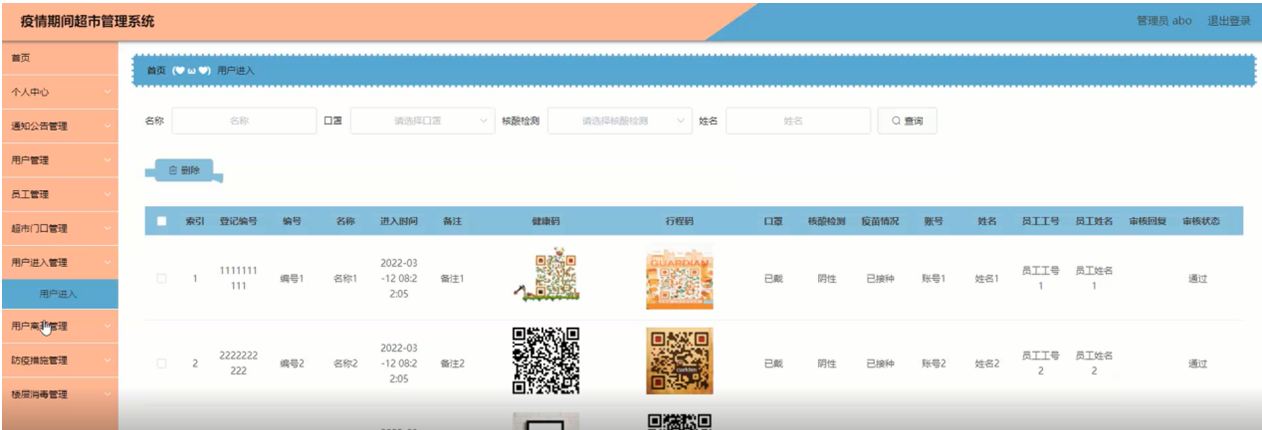 疫情期间超市管理系统
管理员 abo 退出登录
首页
个人中心
通知公告管理
用户管理
员工管理
超市门口管理
用户进入管理
用户进入
用户离 管理
防疫措施管理
楼层消毒管理
首页 (♥ ω ♥) 用户进入
名称 名称 口罩 请选择口罩 核酸检测 请选择核酸检测 姓名 姓名 查询
删除
索引 登记编号 编号 名称 进入时间 备注 健康码 行程码 口罩 核酸检测 疫苗情况 账号 姓名 员工工号 员工姓名 审核回复 审核状态
1 1111111 编号1 名称1 2022-03 备注1 GUARDIAN 已戴 阴性 已接种 账号1 姓名1 员工工号 员工姓名 通过
111 -12 08:2 1 1
2:05
2 2222222 编号2 名称2 2022-03 备注2 已戴 阴性 已接种 账号2 姓名2 员工工号 员工姓名 通过
222 -12 08:2 2 2
2:05